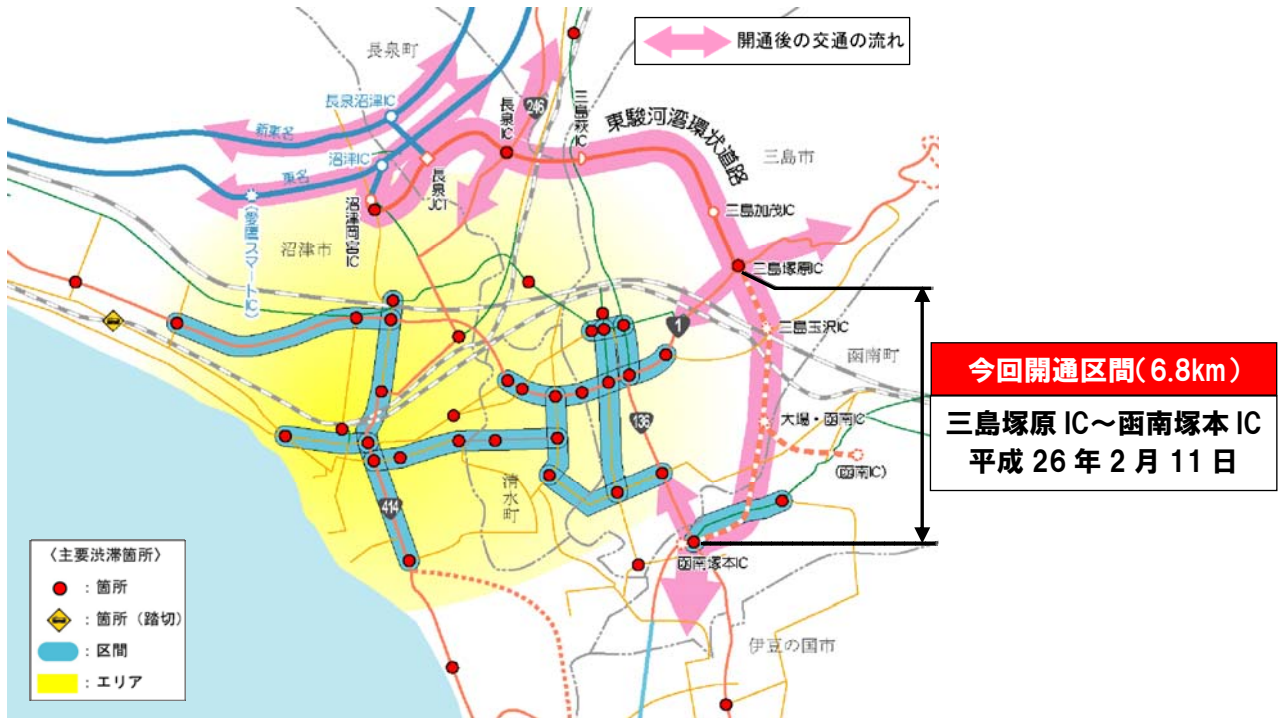 開通後の交通の流れ
長泉町
長泉沼津IC
新東名
沼津IC
東名
(愛鷹スマートIC)
沼津岡宮IC
長泉JCT
長泉IC
246
三島萩IC
東駿河湾環状道路
三島市
三島加茂IC
三島塚原IC
沼津市
1
三島玉沢IC
函南町
136
大場・函南IC
(函南IC)
清水町
414
函南塚本IC
伊豆の国市
今回開通区間(6.8km)
三島塚原IC~函南塚本IC
平成26年2月11日
〈主要渋滞箇所〉
:箇所
:箇所(踏切)
:区間
:エリア